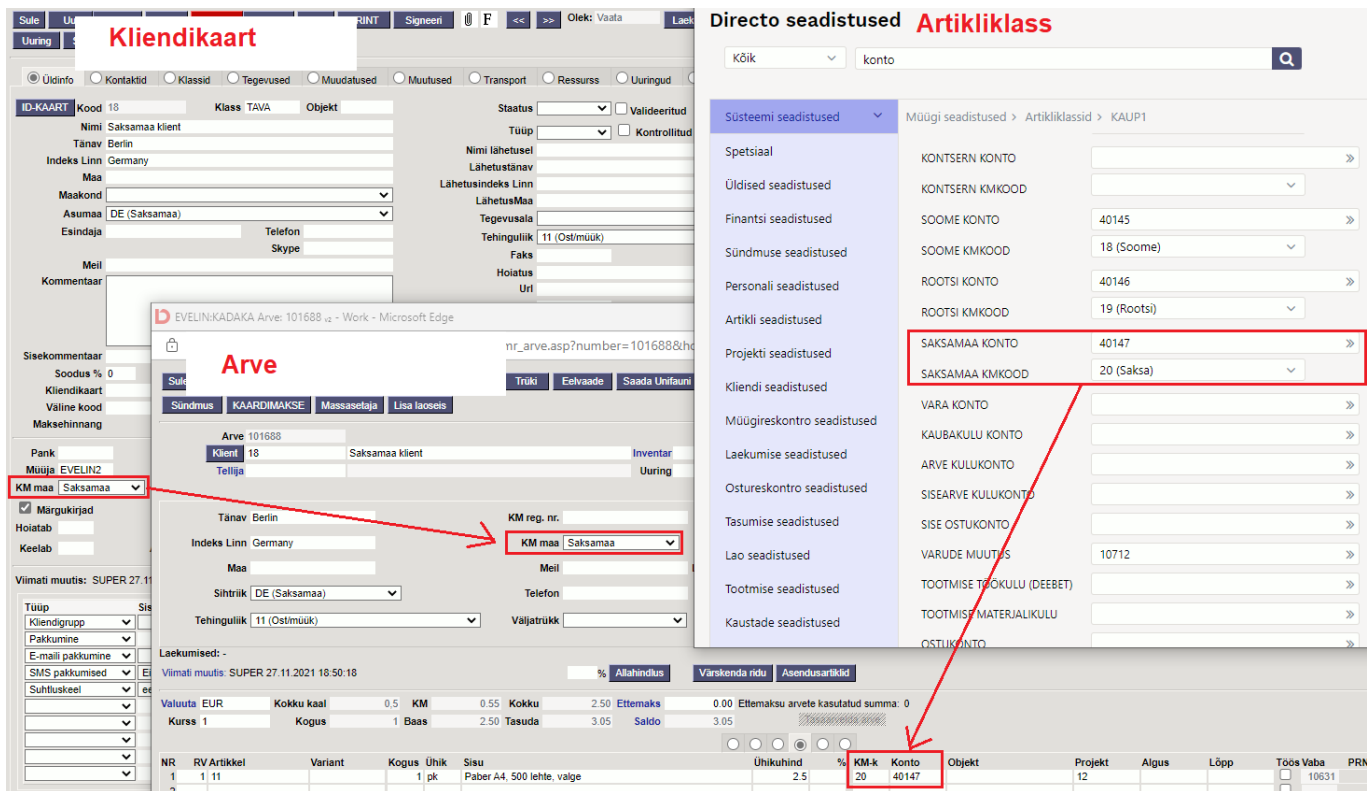 Sule
PRINT
Signeeri
F
<<
>>
Olek: Vaata
Laek
Uuring
Kliendikaart
Üldinfo Kontaktid Klassid Tegevused Muudatused Muutused Transport Ressurss Uuringud
ID-KAART Kood 18 Klass TAVA Objekt
Nimi Saksamaa klient
Tänav Berlin
Indeks Linn Germany
Maa
Maakond
Asumaa DE (Saksamaa)
Esindaja Telefon
Skype
Meil
Kommentaar
Staatus Valideeritud
Tüüp Kontrollitud
Nimi lähetusel
Lähetustänav
Lähetusindeks Linn
LähetusMaa
Tegevusala
Tehinguliik 11 (Ost/müük)
Faks
Hoiatus
Url
Sisekommentaar
Soodus % 0
Kliendikaart
Väline kood
Maksehinnang
Pank
Müüja EVELIN2
KM maa Saksamaa
Märgukirjad
Hoiatab
Keelab
Viimati muutis: SUPER 27.11
Tüüp Sis
Kliendigrupp
Pakkumine
E-maili pakkumine
SMS pakkumised Ei
Suhtluskeel ee
EVELIN:KADAKA Arve: 101688 v2 - Work - Microsoft Edge
mr_arve.asp?number=101688&ho
Arve
Sule
Trüki Eelvaade Saada Unifauni
Sündmus KAARDIMAKSE Massasetaja Lisa laoseis
Arve 101688
Klient 18 Saksamaa klient Inventar
Tellija Uuring
Tänav Berlin KM reg. nr.
Indeks Linn Germany KM maa Saksamaa
Maa Meil
Sihtriik DE (Saksamaa) Telefon
Tehinguliik 11 (Ost/müük) Väljatrükk
Laekumised: -
Viimati muutis: SUPER 27.11.2021 18:50:18 % Allahindlus Värskenda ridu Asendusartiklid
Valuuta EUR Kokku kaal 0,5 KM 0.55 Kokku 2.50 Ettemaks 0.00 Ettemaksu arvete kasutatud summa: 0
Kurss 1 Kogus 1 Baas 2.50 Tasuda 3.05 Saldo 3.05 Tasaarvelda arve
NR RV Artikkel Variant Kogus Ühik Sisu Ühikuhind % KM-k Konto Objekt Projekt Algus Lõpp Töös Vaba PRN
1 1 11 1 pk Paber A4, 500 lehte, valge 2.5 20 40147 12 10631
2
Directo seadistused Artikliklass
Kõik konto
Süsteemi seadistused
Spetsiaal
Üldised seadistused
Finantsi seadistused
Sündmuse seadistused
Personali seadistused
Artikli seadistused
Projekti seadistused
Kliendi seadistused
Müügireskontro seadistused
Laekumise seadistused
Ostureskontro seadistused
Tasumise seadistused
Lao seadistused
Tootmise seadistused
Kaustade seadistused
Müügi seadistused > Artikliklassid > KAUP1
KONTSERN KONTO
KONTSERN KMKOOD
SOOME KONTO 40145
SOOME KMKOOD 18 (Soome)
ROOTSI KONTO 40146
ROOTSI KMKOOD 19 (Rootsi)
SAKSAMAA KONTO 40147
SAKSAMAA KMKOOD 20 (Saksa)
VARA KONTO
KAUBAKULU KONTO
ARVE KULUKONTO
SISEARVE KULUKONTO
SISE OSTUKONTO
VARUDE MUUTUS 10712
TOOTMISE TÖÖKULU (DEEBET)
TOOTMISE MATERJALIKULU
OSTUKONTO